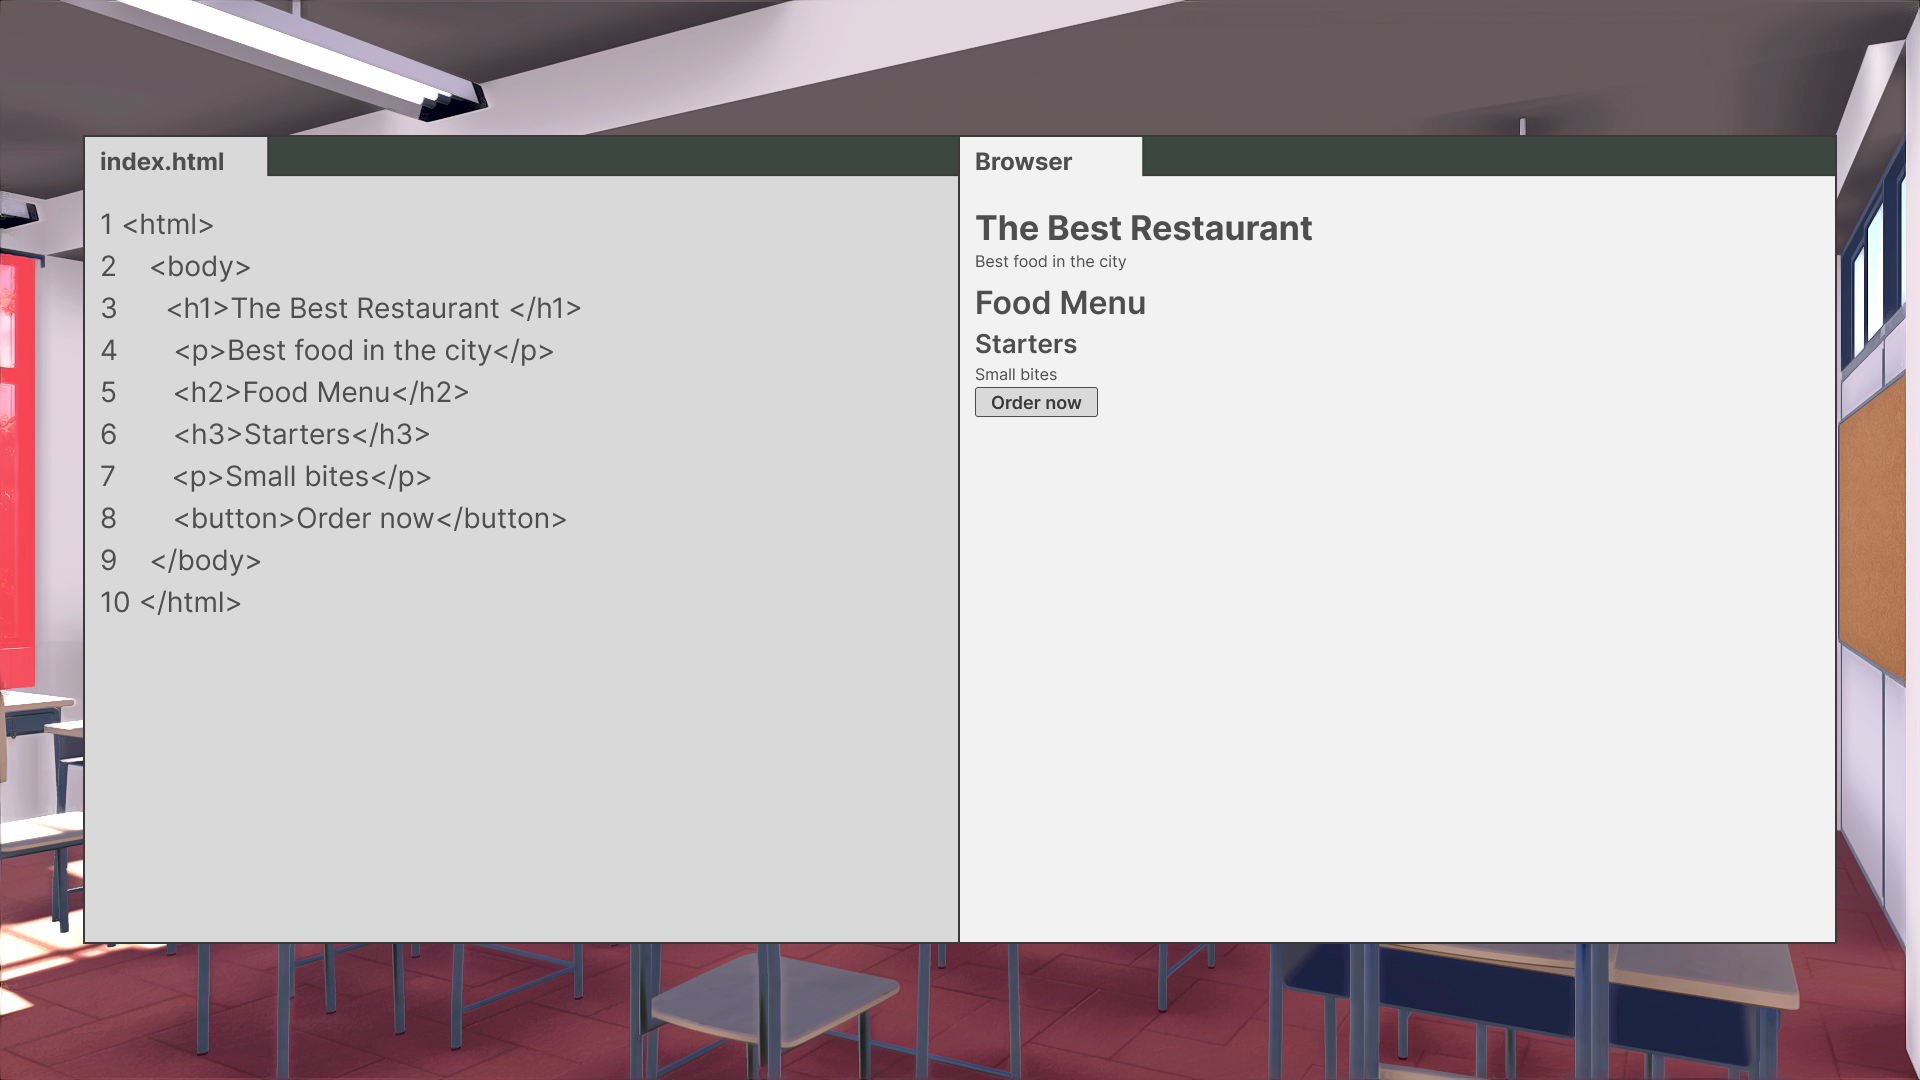 index.html
1 <html>
2 <body>
3 <h1>The Best Restaurant </h1>
4 <p>Best food in the city</p>
5 <h2>Food Menu</h2>
6 <h3>Starters</h3>
7 <p>Small bites</p>
8 <button>Order now</button>
9 </body>
10 </html>
Browser
The Best Restaurant
Best food in the city
Food Menu
Starters
Small bites
Order now